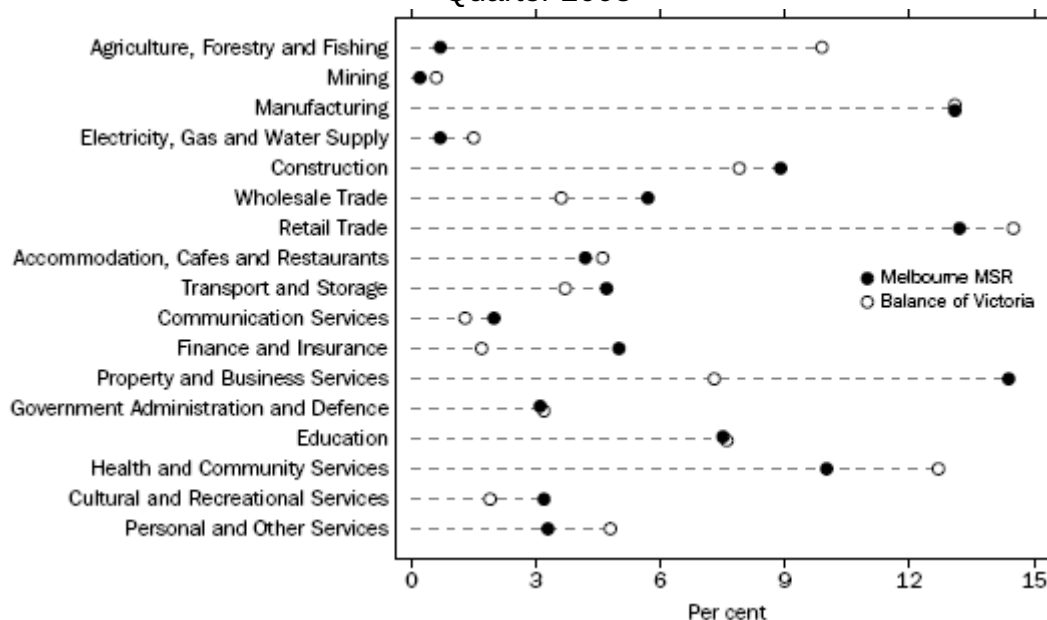 Agriculture, Forestry and Fishing
Mining
Manufacturing
Electricity, Gas and Water Supply
Construction
Wholesale Trade
Retail Trade
Accommodation, Cafes and Restaurants
Transport and Storage
Communication Services
Finance and Insurance
Property and Business Services
Government Administration and Defence
Education
Health and Community Services
Cultural and Recreational Services
Personal and Other Services
Melbourne MSR
Balance of Victoria
0 3 6 9 12 15
Per cent